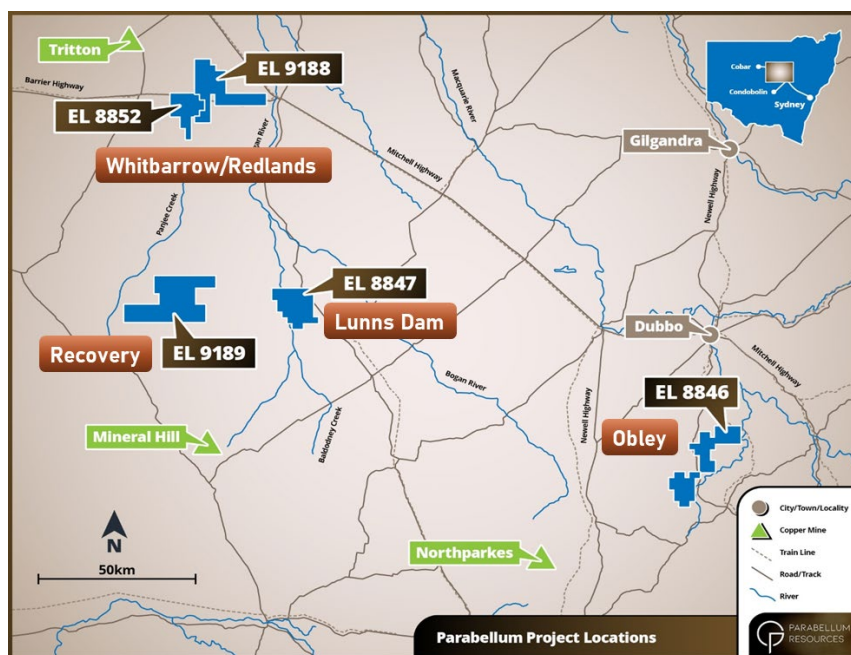 Tritton
Barrier Highway
EL 9188
EL 8852
Whitbarrow/Redlands
gan River
Panjee Creek
Macquarie River
Mitchell Highway
Cobar
Condobolin
Sydney
Gilgandra
Newell Highway
EL 8847
Lunns Dam
Recovery
EL 9189
Dubbo
Mitchell Highway
Bogan River
Newell Highway
EL 8846
Obley
Mineral Hill
Baldodney Creek
N
50km
Northparkes
City/Town/Locality
Copper Mine
Train Line
Road/Track
River
Parabellum Project Locations
PARABELLUM
RESOURCES